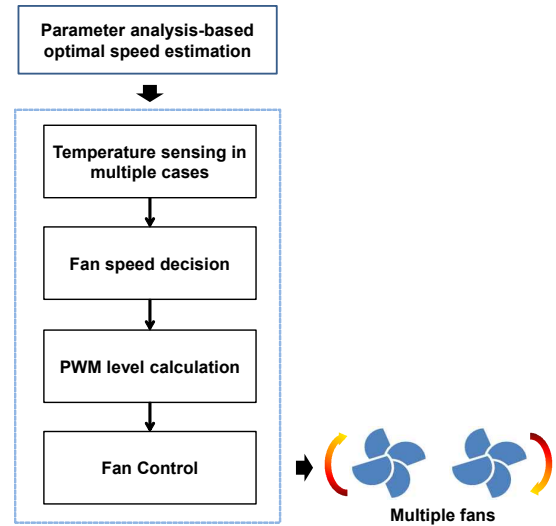 Parameter analysis-based
optimal speed estimation
Temperature sensing in
multiple cases
Fan speed decision
PWM level calculation
Fan Control
Multiple fans